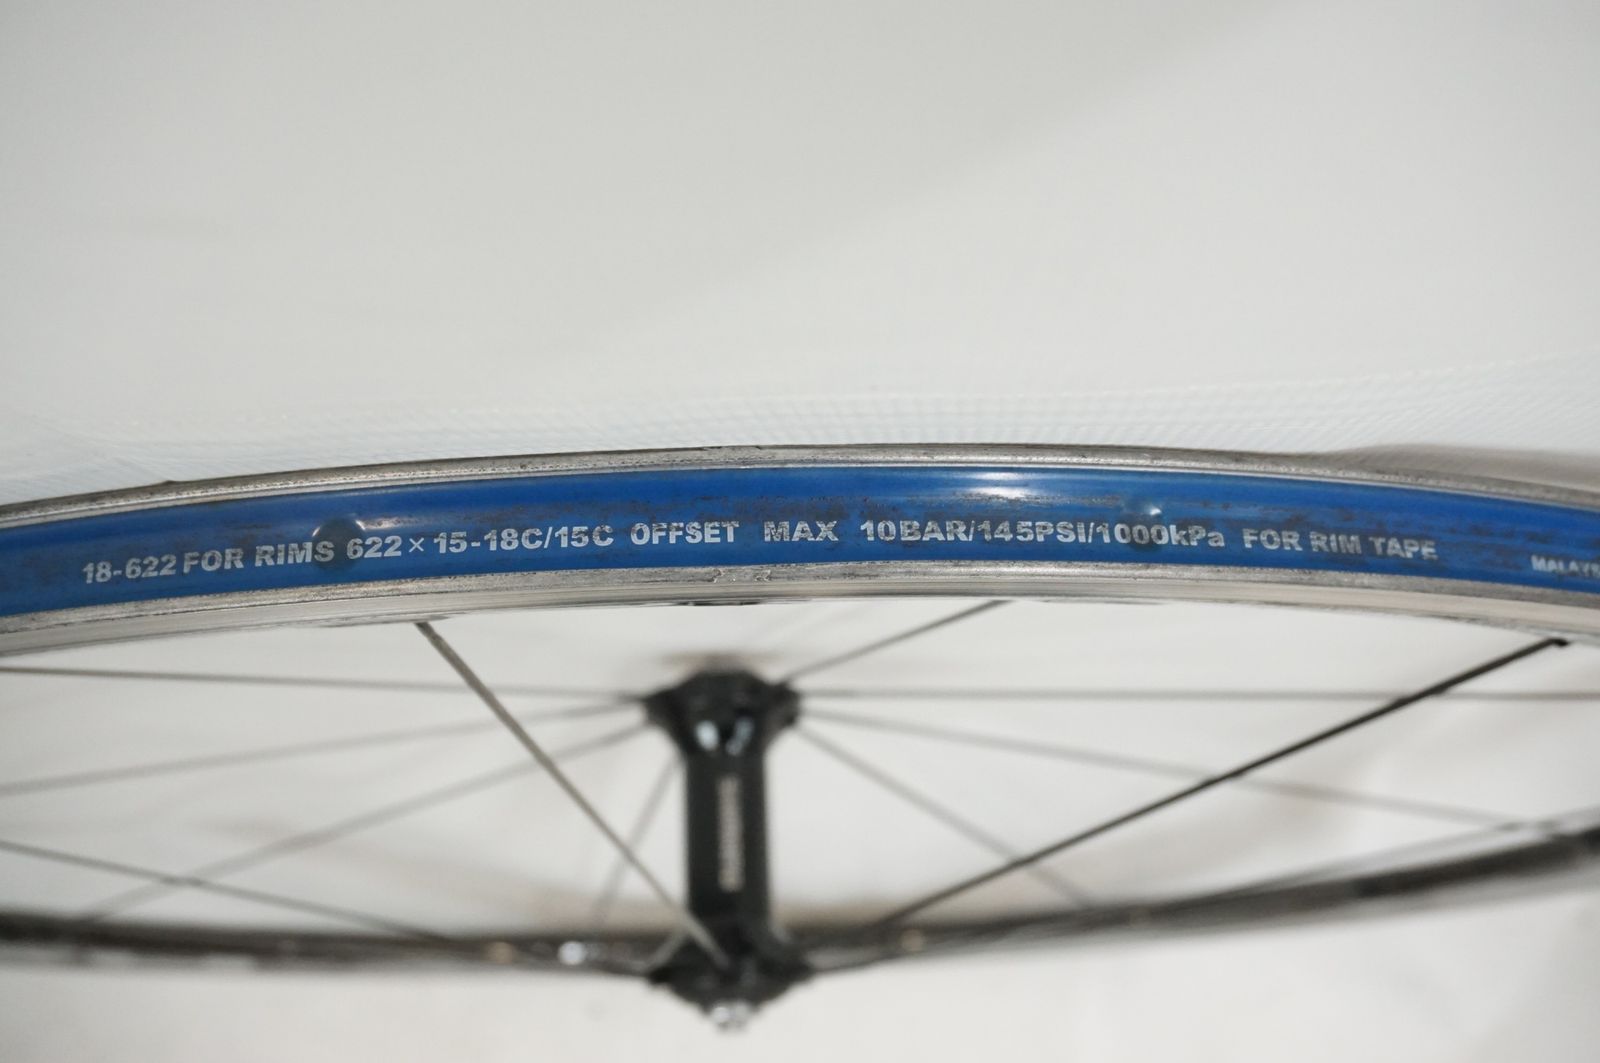 18-622 FOR RIMS 622×15-18C/15C OFFSET MAX 10BAR/145PSI/1000kPa FOR RIM TAPE